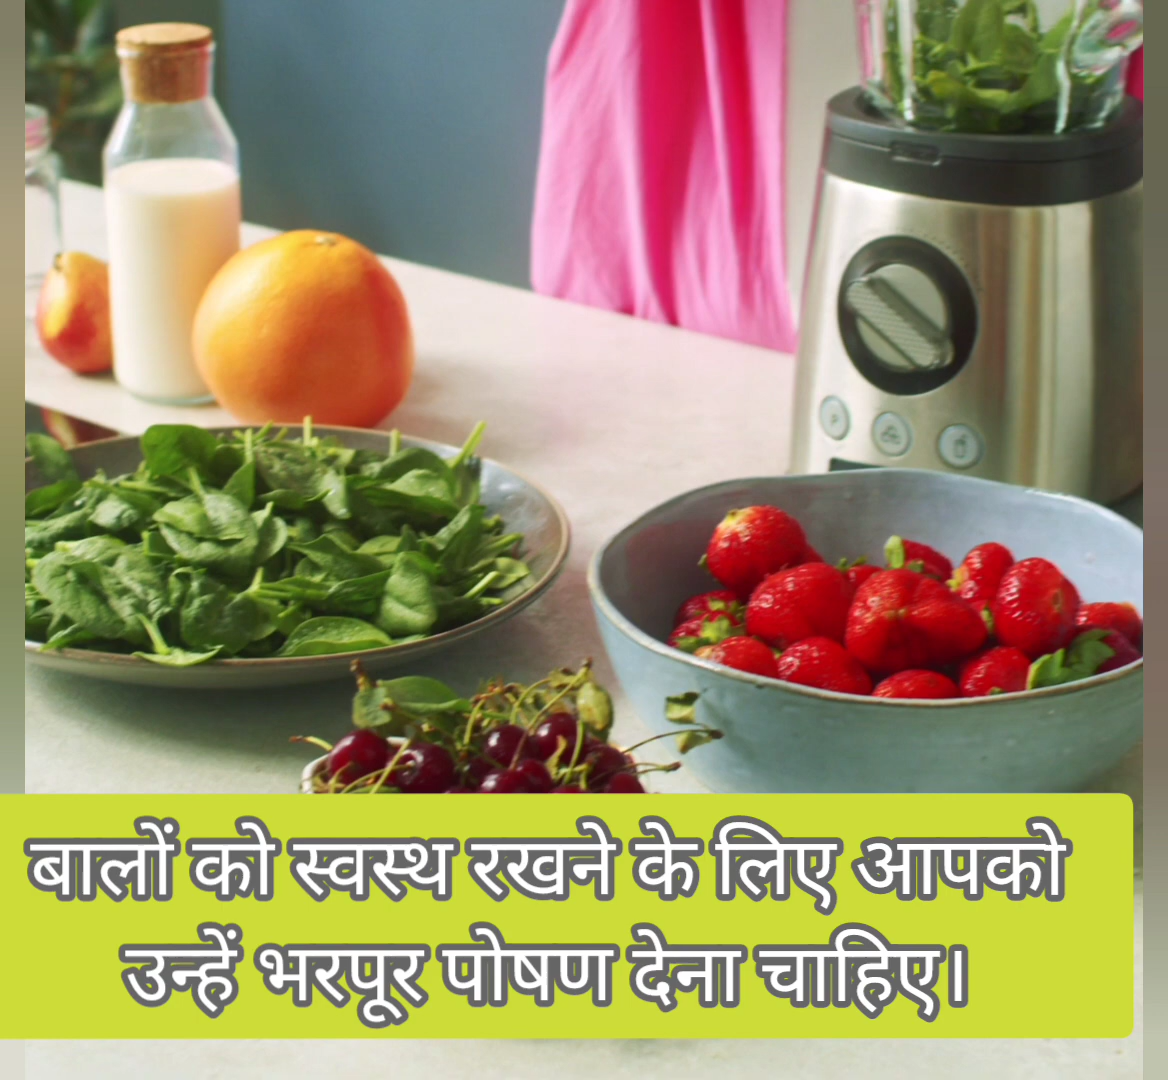 बालों को स्वस्थ रखने के लिए आपको
उन्हें भरपूर पोषण देना चाहिए।